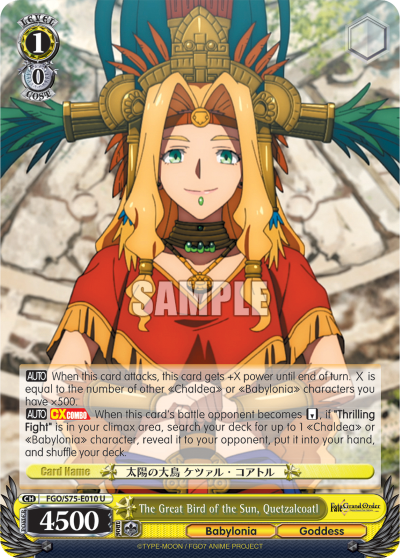 LEVEL
1
0
COST
SAMPLE
AUTO When this card attacks, this card gets +X power until end of turn. X is
equal to the number of other «Chaldea» or «Babylonia» characters you
have ×500.
AUTO CXCOMBO When this card's battle opponent becomes, if "Thrilling
Fight" is in your climax area, search your deck for up to 1 «Chaldea» or
«Babylonia» character, reveal it to your opponent, put it into your hand,
and shuffle your deck.
Card Name
太陽の大鳥 ケツァル・コアトル
FGO/S75-E010 U
The Great Bird of the Sun, Quetzalcoatl
Fate/Grand Order
4500
Babylonia
Goddess
©TYPE-MOON / FGO7 ANIME PROJECT